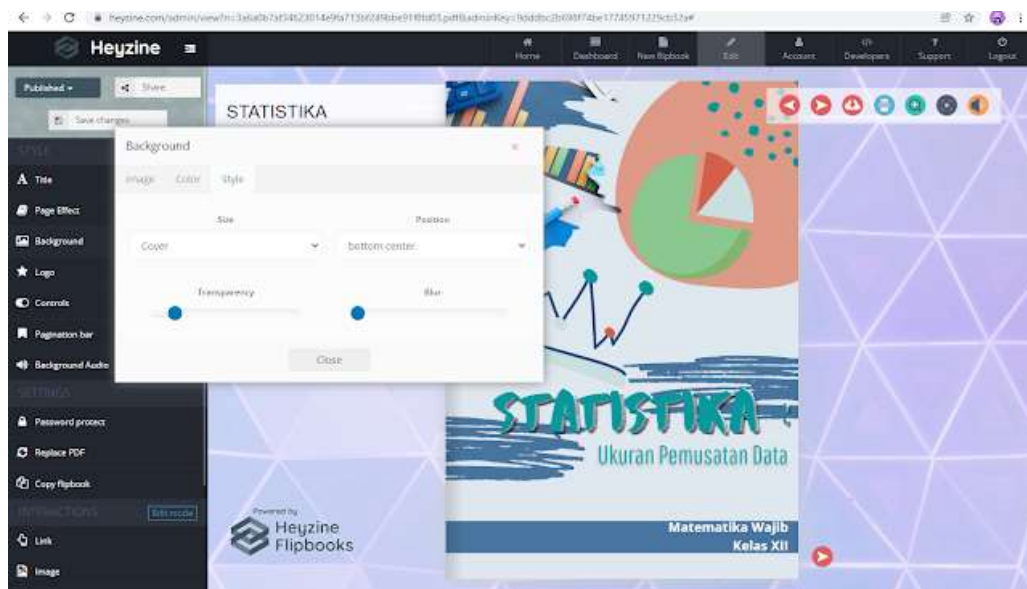 Heyzine
Home
Dashboard
New flipbook
Edit
Account
Developers
Support
Logout
Published
Share
Save changes
STYLE
Title
Page Effect
Background
Logo
Controls
Pagination bar
Background Audio
SETTINGS
Password protect
Replace PDF
Copy flipbook
INTERACTIONS
Edit mode
Link
Image
STATISTIKA
Background
Image
Color
Style
Size
Position
Cover
bottom center
Transparency
Blur
Close
STATISTIKA
Ukuran Pemusatan Data
Matematika Wajib
Kelas XII
Powered by
Heyzine
Flipbooks